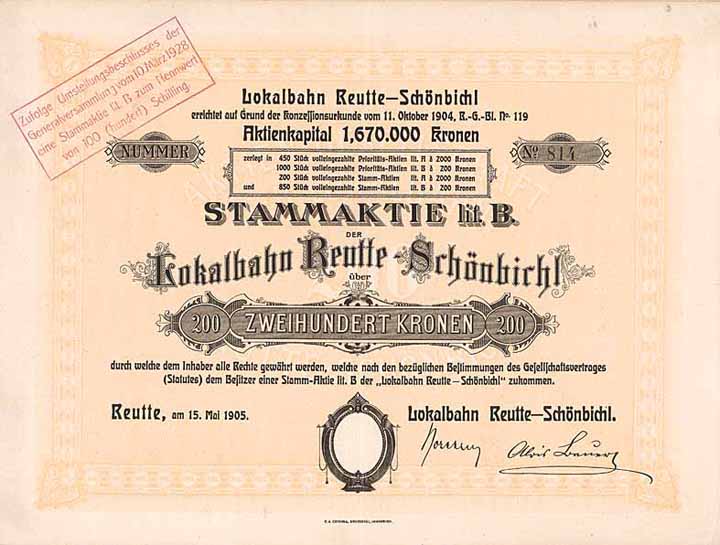 Zufolge Umstellungsbeschlusses der
Generalversammlung vom 10. März 1928
eine Stammaktie lit. B zum Nennwert
von 100 (hundert) Schilling.
Lokalbahn Reutte—Schönbichl
errichtet auf Grund der Konzessionsurkunde vom 11. Oktober 1904, R.-G.-Bl. No. 119
Aktienkapital 1,670.000 Kronen
NUMMER
zerlegt in 450 Stück volleingezahlte Prioritäts-Aktien lit. A à 2000 Kronen
1000 Stück volleingezahlte Prioritäts-Aktien lit. B à 200 Kronen
200 Stück volleingezahlte Stamm-Aktien lit. A à 2000 Kronen
und 850 Stück volleingezahlte Stamm-Aktien lit. B à 200 Kronen
No. 814
STAMMAKTIE lit. B.
DER
Lokalbahn Reutte-Schönbichl
über
200 ZWEIHUNDERT KRONEN 200
durch welche dem Inhaber alle Rechte gewährt werden, welche nach den bezüglichen Bestimmungen des Gesellschaftsvertrages
(Statutes) dem Besitzer einer Stamm-Aktie lit. B der „Lokalbahn Reutte—Schönbichl“ zukommen.
Reutte, am 15. Mai 1905.
Lokalbahn Reutte—Schönbichl.
Alois Bauer